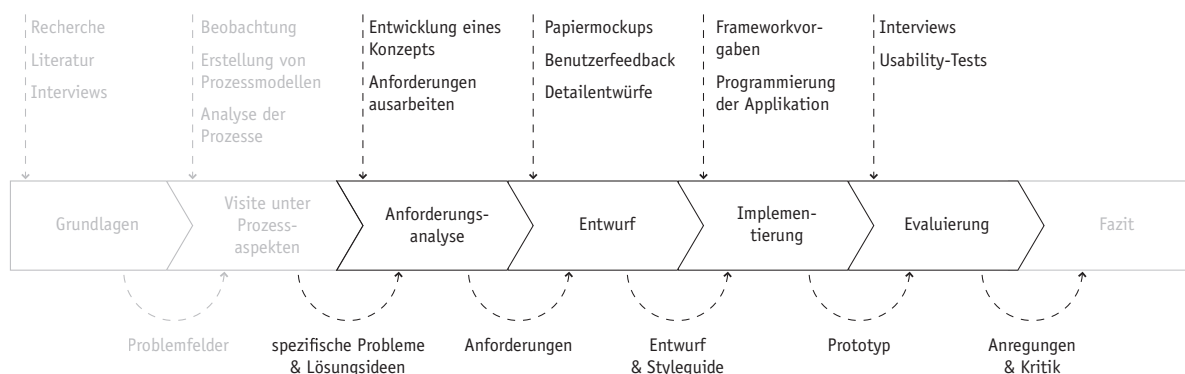 Recherche
Literatur
Interviews
Beobachtung
Erstellung von
Prozessmodellen
Analyse der
Prozesse
Entwicklung eines
Konzepts
Anforderungen
ausarbeiten
Papiermockups
Benutzerfeedback
Detailentwürfe
Frameworkvor-
gaben
Programmierung
der Applikation
Interviews
Usability-Tests
Grundlagen
Visite unter
Prozess-
aspekten
Anforderungs-
analyse
Entwurf
Implemen-
tierung
Evaluierung
Fazit
Problemfelder
spezifische Probleme
& Lösungsideen
Anforderungen
Entwurf
& Styleguide
Prototyp
Anregungen
& Kritik